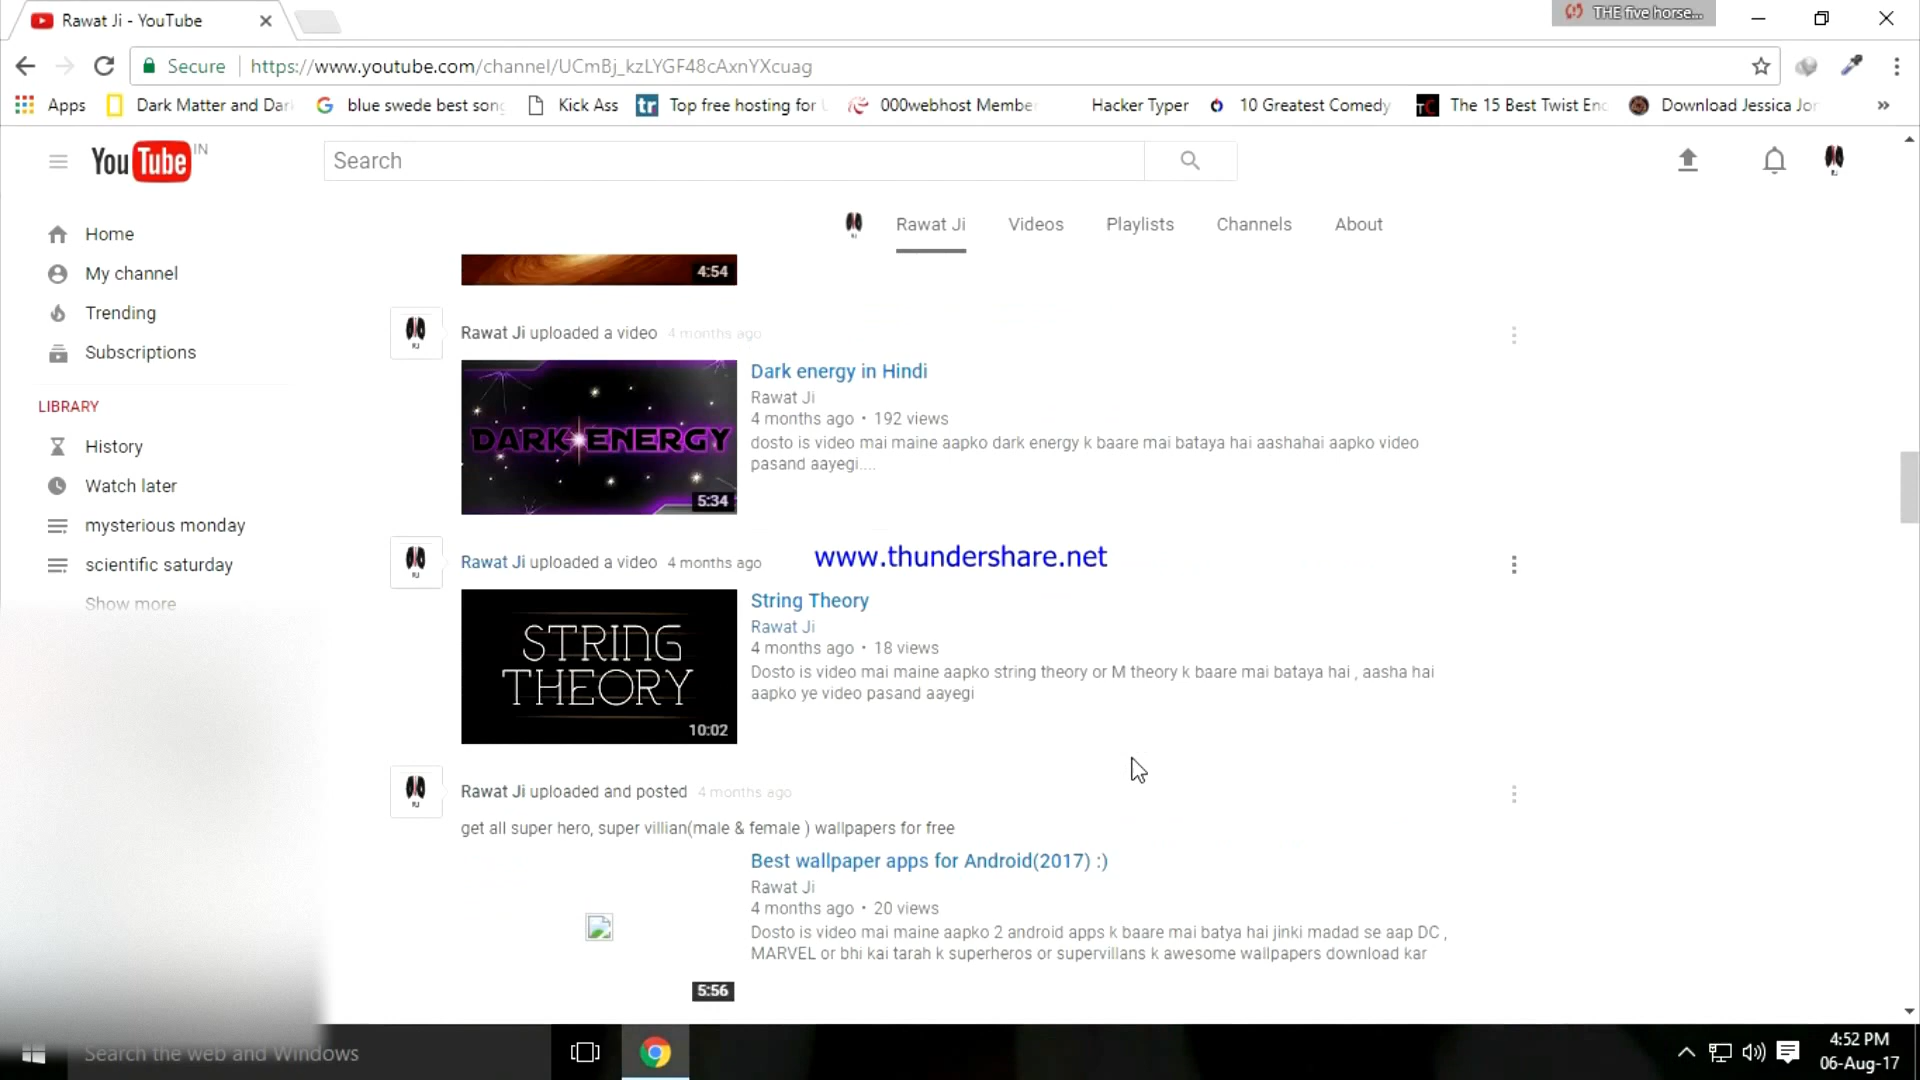 Rawat Ji - YouTube
THE five horse...
Secure
https://www.youtube.com/channel/UCmBj_kzLYGF48cAxnYXcuag
Apps
Dark Matter and Dar
blue swede best son
Kick Ass
Top free hosting for
000webhost Member
Hacker Typer
10 Greatest Comedy
The 15 Best Twist En
Download Jessica Jo
»
YouTube IN
Search
Rawat Ji
Videos
Playlists
Channels
About
Home
My channel
Trending
Subscriptions
LIBRARY
History
Watch later
mysterious monday
scientific saturday
Show more
4:54
Rawat Ji uploaded a video 4 months ago
DARK ENERGY
5:34
Dark energy in Hindi
Rawat Ji
4 months ago • 192 views
dosto is video mai maine aapko dark energy k baare mai bataya hai aashahai aapko video
pasand aayegi....
www.thundershare.net
Rawat Ji uploaded a video 4 months ago
STRING
THEORY
10:02
String Theory
Rawat Ji
4 months ago • 18 views
Dosto is video mai maine aapko string theory or M theory k baare mai bataya hai , aasha hai
aapko ye video pasand aayegi
Rawat Ji uploaded and posted 4 months ago
get all super hero, super villian(male & female ) wallpapers for free
5:56
Best wallpaper apps for Android(2017) :)
Rawat Ji
4 months ago • 20 views
Dosto is video mai maine aapko 2 android apps k baare mai batya hai jinki madad se aap DC ,
MARVEL or bhi kai tarah k superheros or supervillans k awesome wallpapers download kar
Search the web and Windows
4:52 PM
06-Aug-17